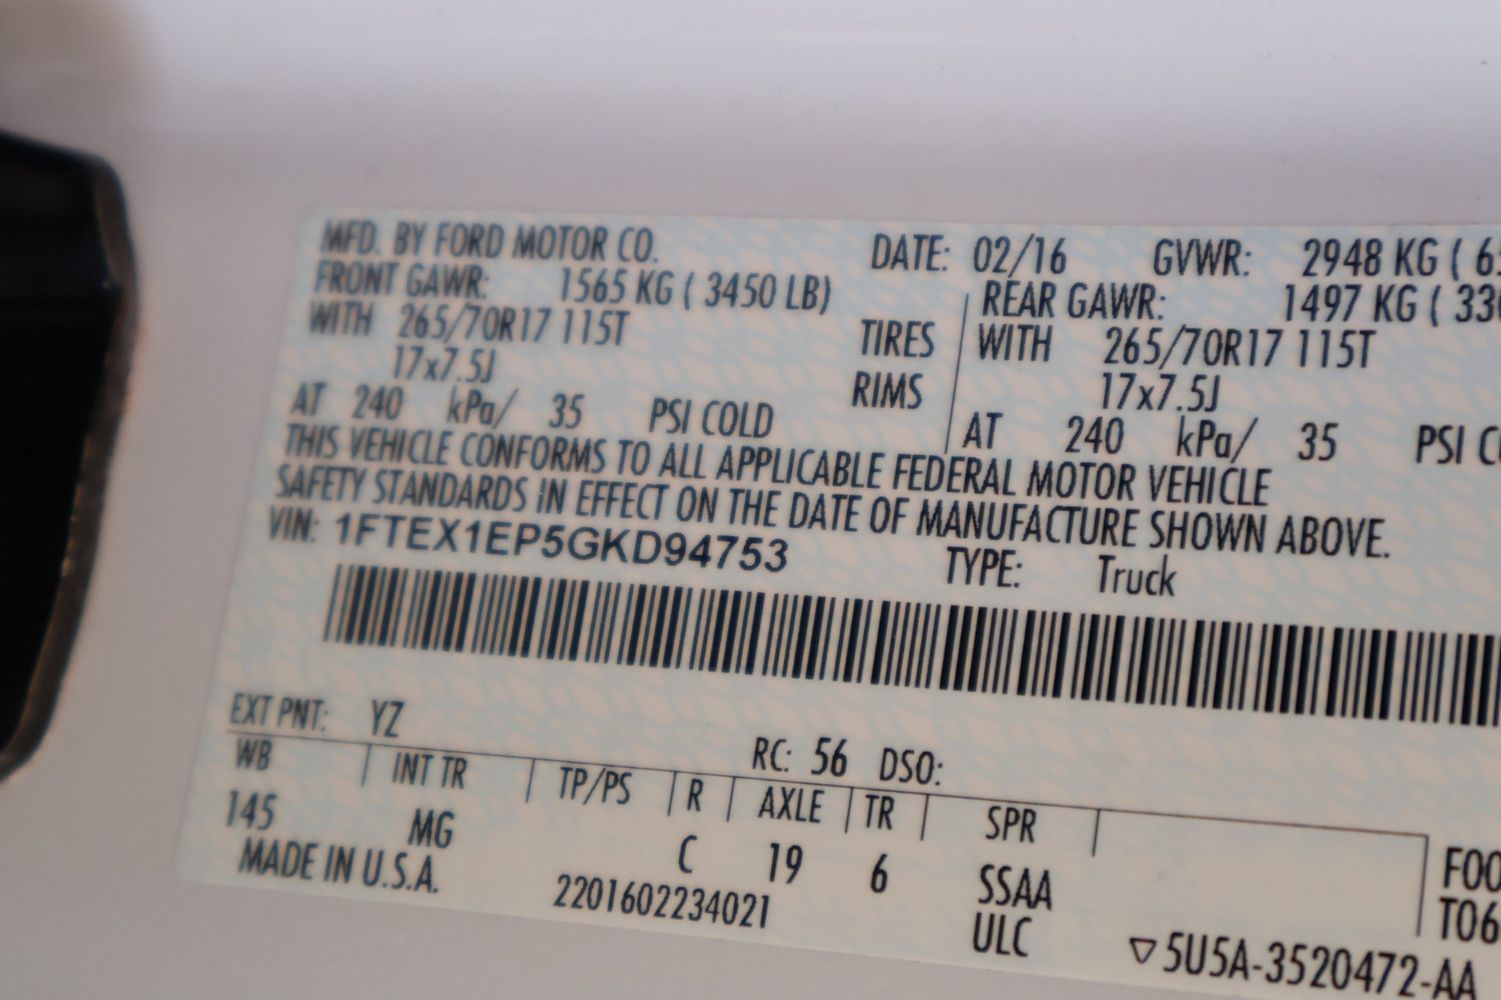 MFD. BY FORD MOTOR CO. DATE: 02/16 GVWR: 2948 KG (
FRONT GAWR: 1565 KG ( 3450 LB) REAR GAWR: 1497 KG (
WITH 265/70R17 115T TIRES WITH 265/70R17 115T
17x7.5J RIMS 17x7.5J
AT 240 kPa/ 35 PSI COLD AT 240 kPa/ 35 PSI
THIS VEHICLE CONFORMS TO ALL APPLICABLE FEDERAL MOTOR VEHICLE
SAFETY STANDARDS IN EFFECT ON THE DATE OF MANUFACTURE SHOWN ABOVE.
VIN: 1FTEX1EP5GKD94753 TYPE: Truck
EXT PNT: YZ RC: 56 DSO:
WB INT TR TP/PS R AXLE TR SPR
145 MG C 19 6 SSAA
MADE IN U.S.A. 2201602234021 ULC
▽5U5A-3520472-AA